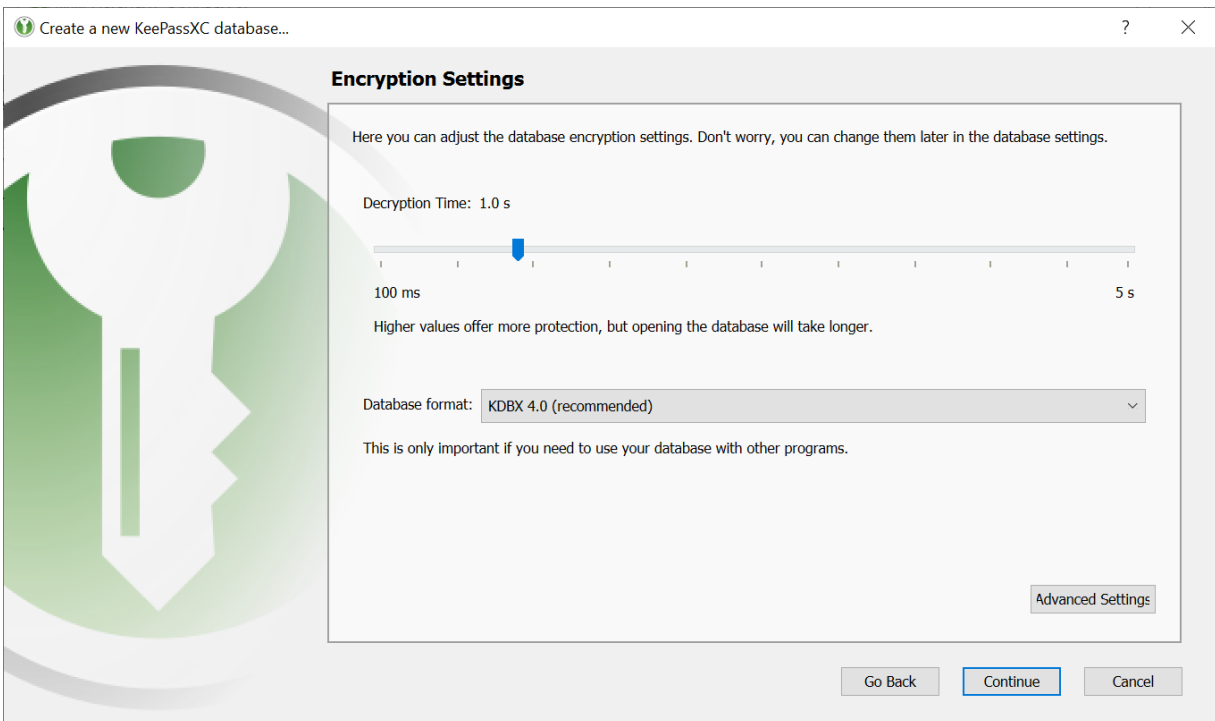 Create a new KeePassXC database...
?
Encryption Settings
Here you can adjust the database encryption settings. Don't worry, you can change them later in the database settings.
Decryption Time: 1.0 s
100 ms
5 s
Higher values offer more protection, but opening the database will take longer.
Database format: KDBX 4.0 (recommended)
This is only important if you need to use your database with other programs.
Advanced Settings
Go Back
Continue
Cancel